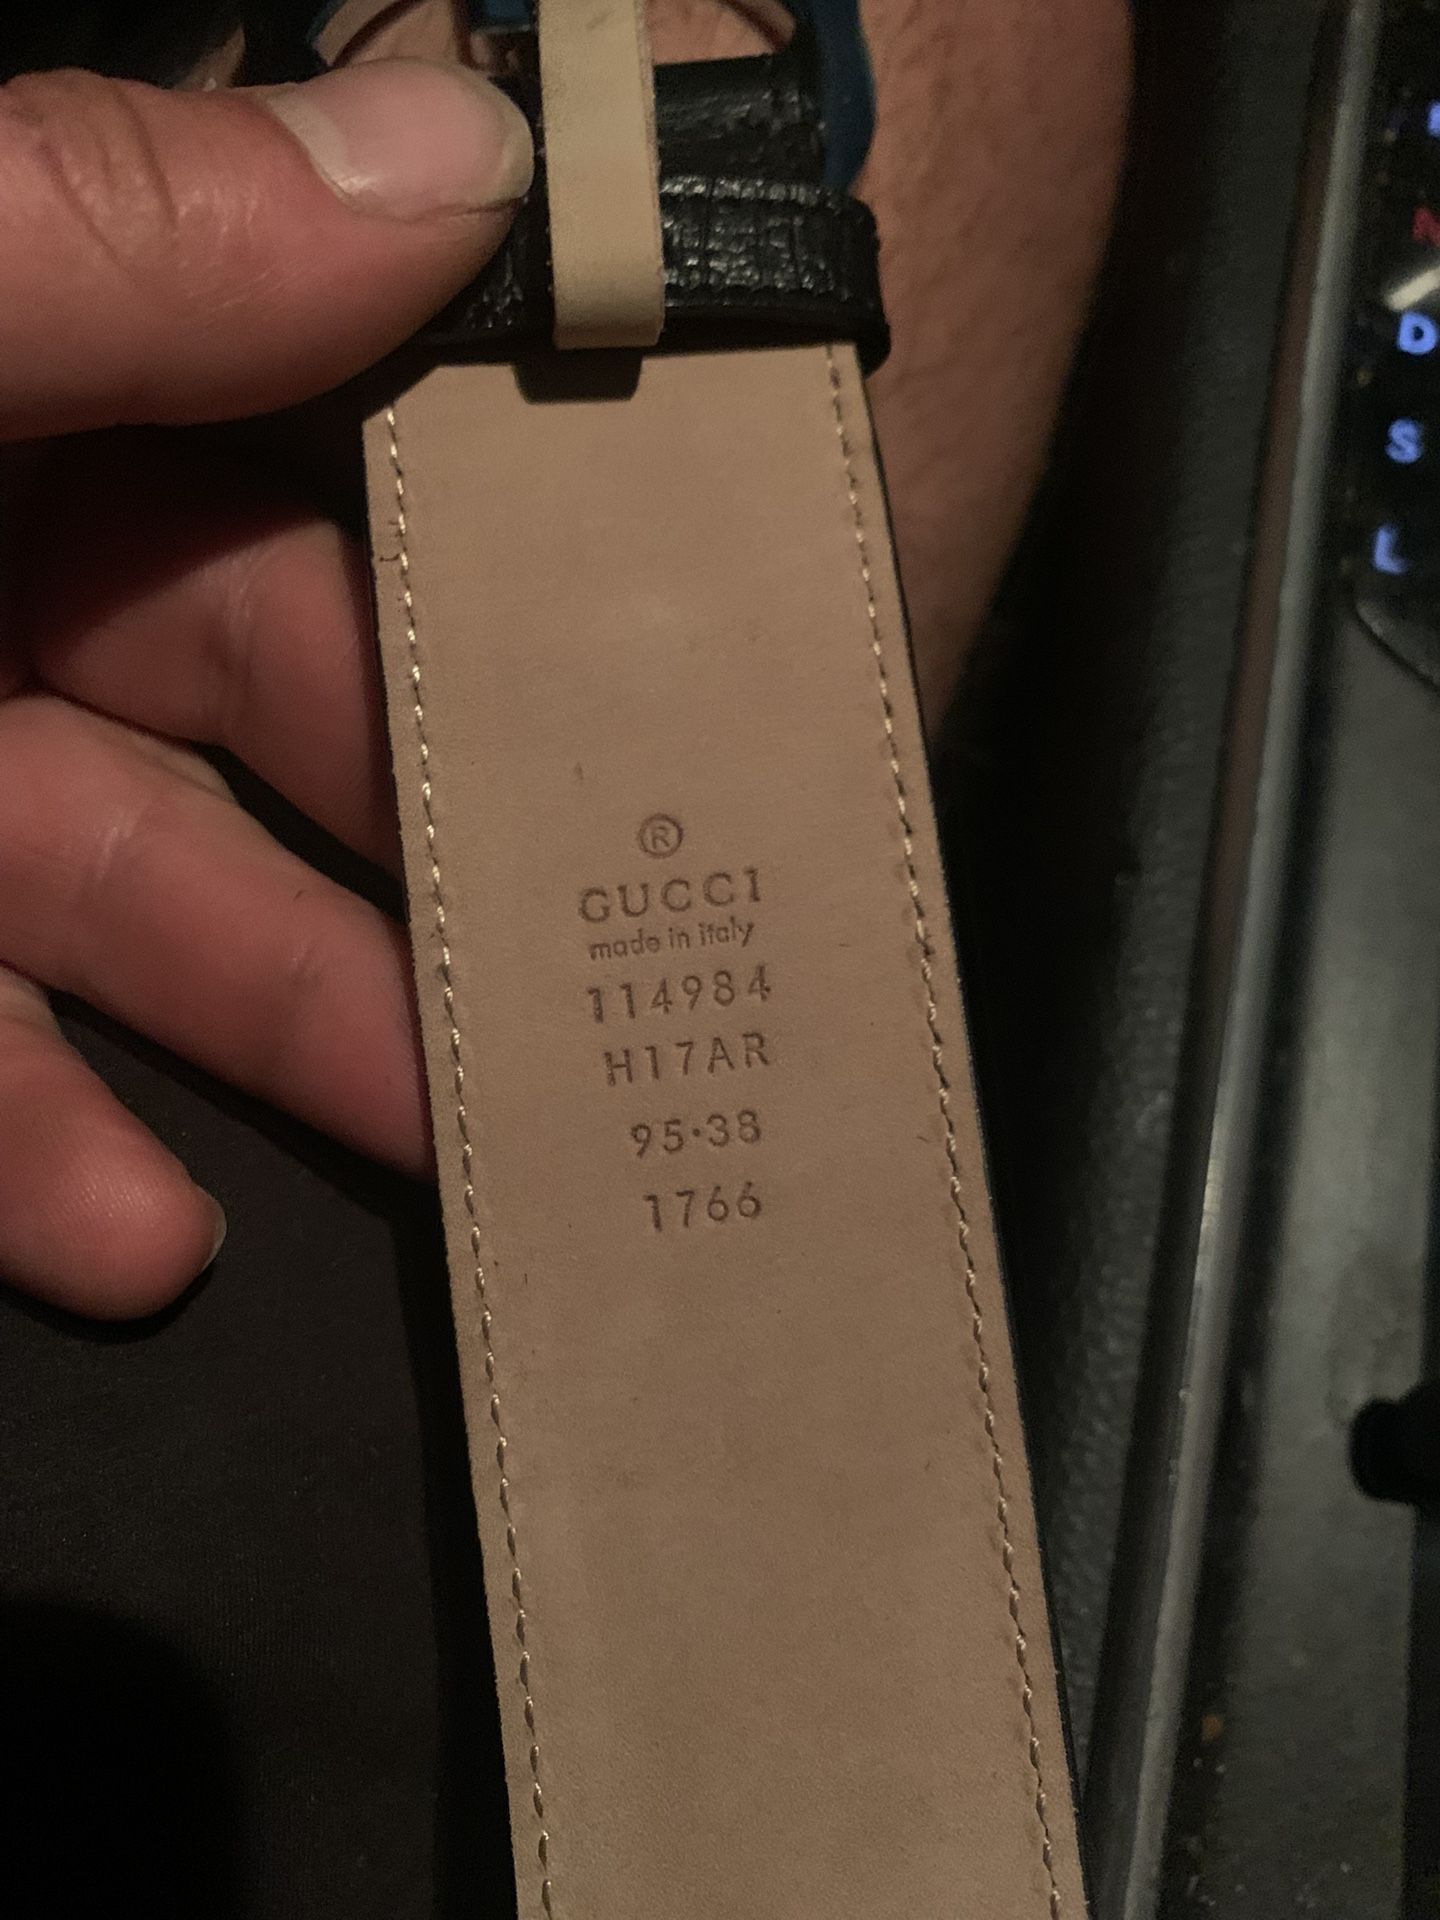 ®
GUCCI
made in italy
114984
H17AR
95·38
1766
D
S
L